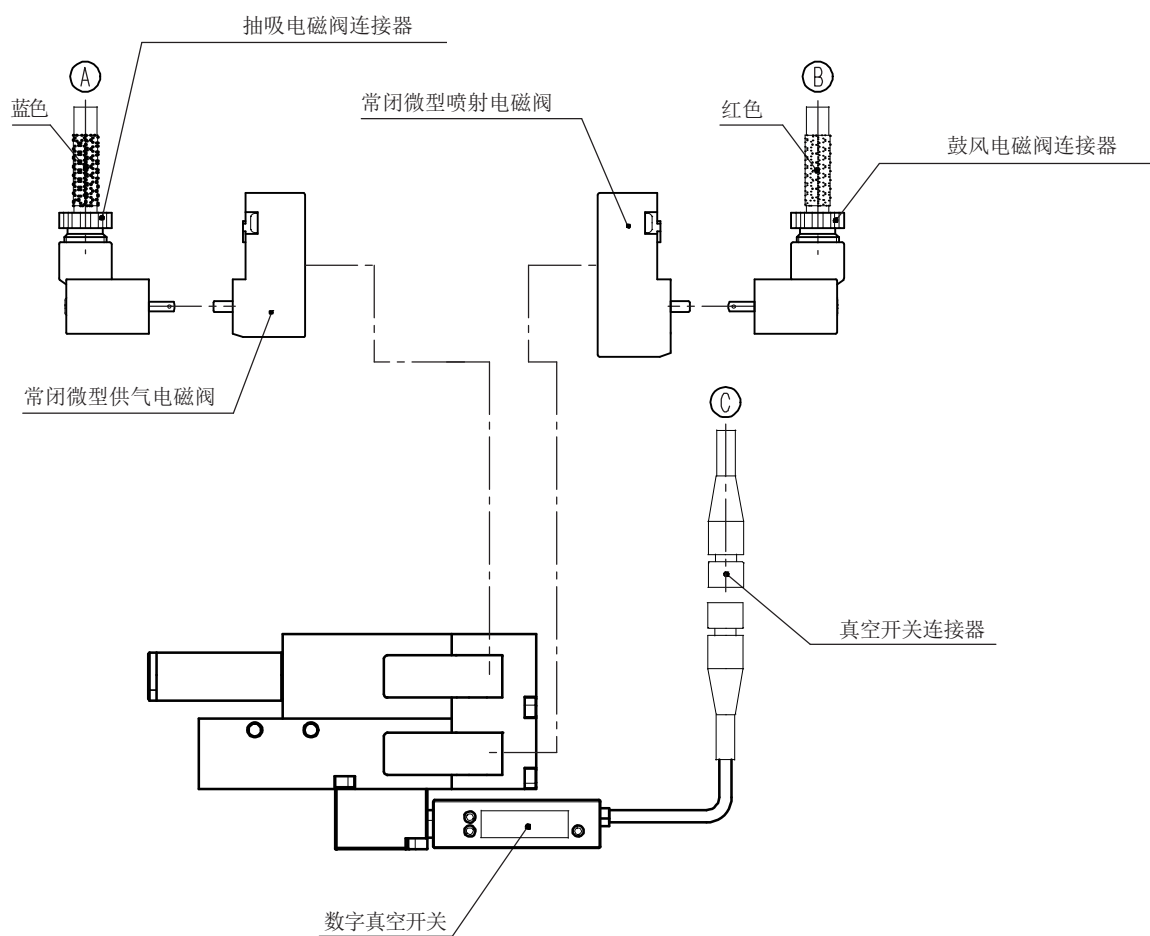 抽吸电磁阀连接器
A
B
蓝色
常闭微型喷射电磁阀
红色
鼓风电磁阀连接器
常闭微型供气电磁阀
C
真空开关连接器
数字真空开关